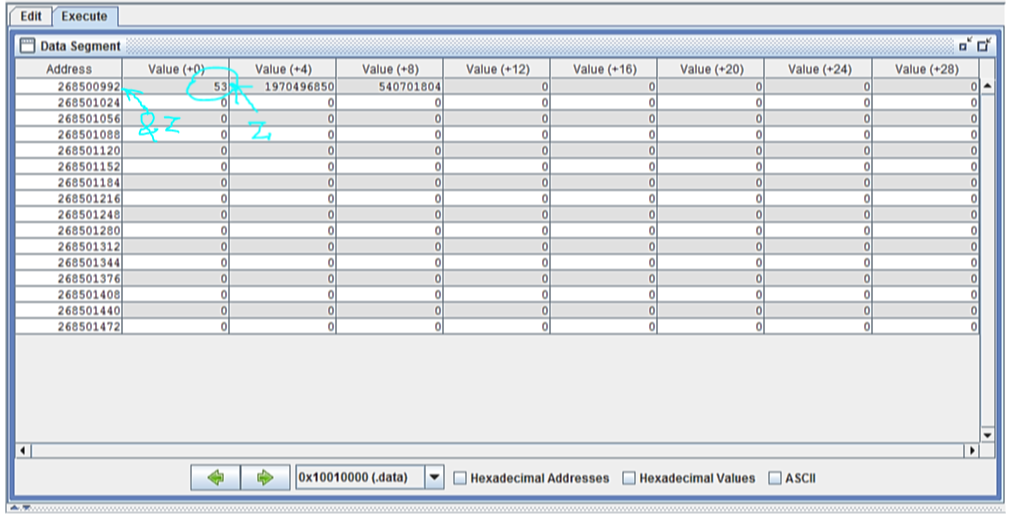 Edit Execute
Data Segment
Address Value (+0) Value (+4) Value (+8) Value (+12) Value (+16) Value (+20) Value (+24) Value (+28)
268500992 53 1970496850 540701804 0 0 0 0 0
268501024 0 0 0 0 0 0 0 0
268501056 0 0 0 0 0 0 0 0
268501088 0 0 0 0 0 0 0 0
268501120 0 0 0 0 0 0 0 0
268501152 0 0 0 0 0 0 0 0
268501184 0 0 0 0 0 0 0 0
268501216 0 0 0 0 0 0 0 0
268501248 0 0 0 0 0 0 0 0
268501280 0 0 0 0 0 0 0 0
268501312 0 0 0 0 0 0 0 0
268501344 0 0 0 0 0 0 0 0
268501376 0 0 0 0 0 0 0 0
268501408 0 0 0 0 0 0 0 0
268501440 0 0 0 0 0 0 0 0
268501472 0 0 0 0 0 0 0 0
&z z
0x10010000 (.data) Hexadecimal Addresses Hexadecimal Values ASCII